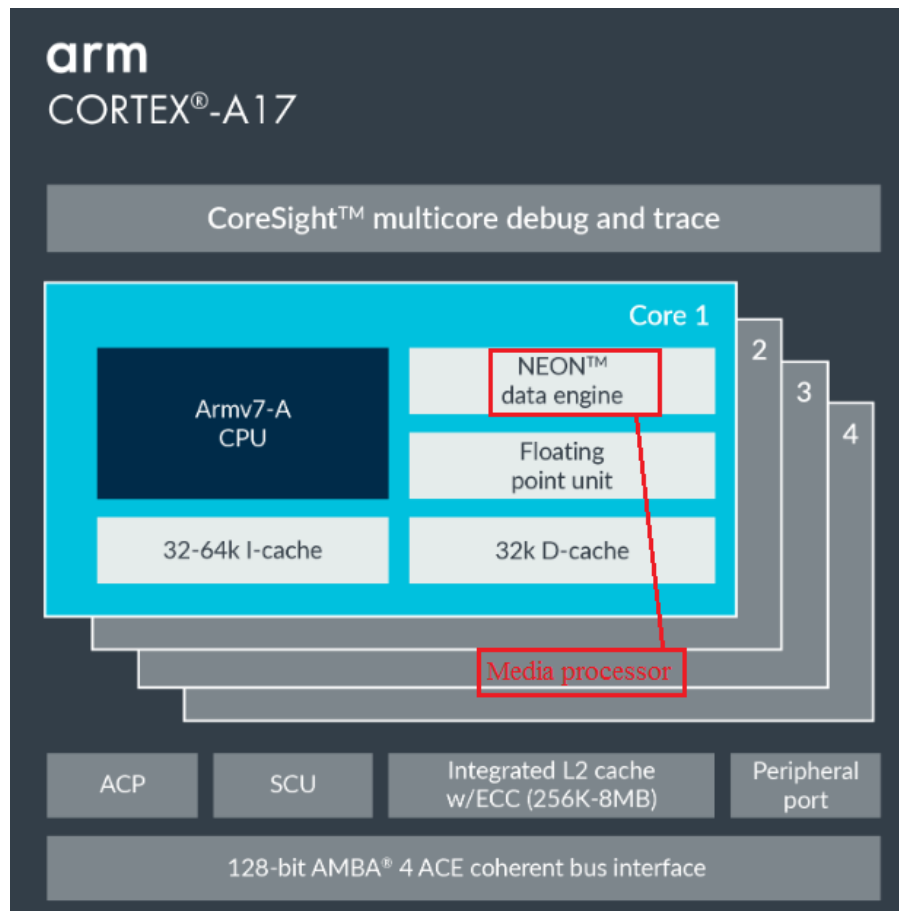 arm
CORTEX®-A17
CoreSight™ multicore debug and trace
Core 1
2
3
4
Armv7-A
CPU
NEON™
data engine
Floating
point unit
32-64k I-cache
32k D-cache
Media processor
ACP
SCU
Integrated L2 cache
w/ECC (256K-8MB)
Peripheral
port
128-bit AMBA® 4 ACE coherent bus interface